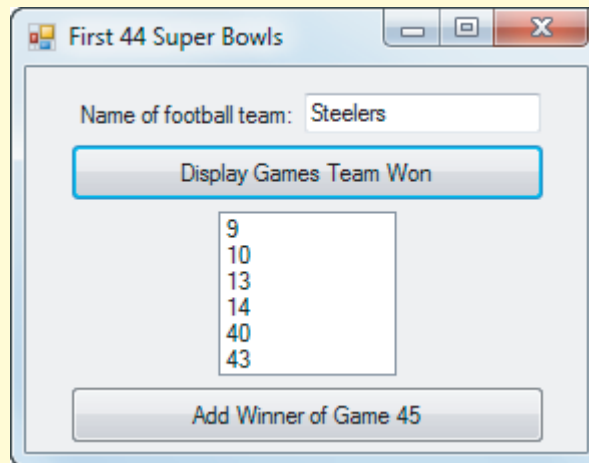 First 44 Super Bowls
Name of football team: Steelers
Display Games Team Won
9
10
13
14
40
43
Add Winner of Game 45